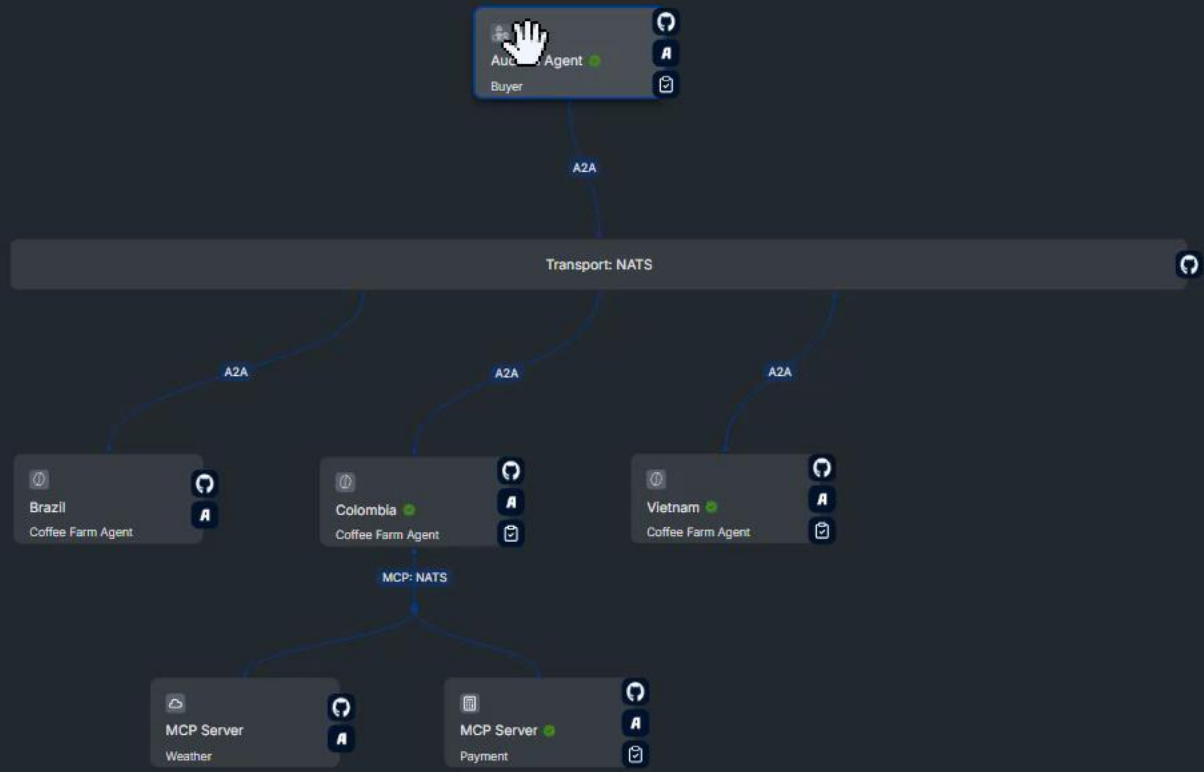 Agent
Buyer
A2A
Transport: NATS
A2A
A2A
A2A
Brazil
Coffee Farm Agent
Colombia
Coffee Farm Agent
Vietnam
Coffee Farm Agent
MCP: NATS
MCP Server
Weather
MCP Server
Payment